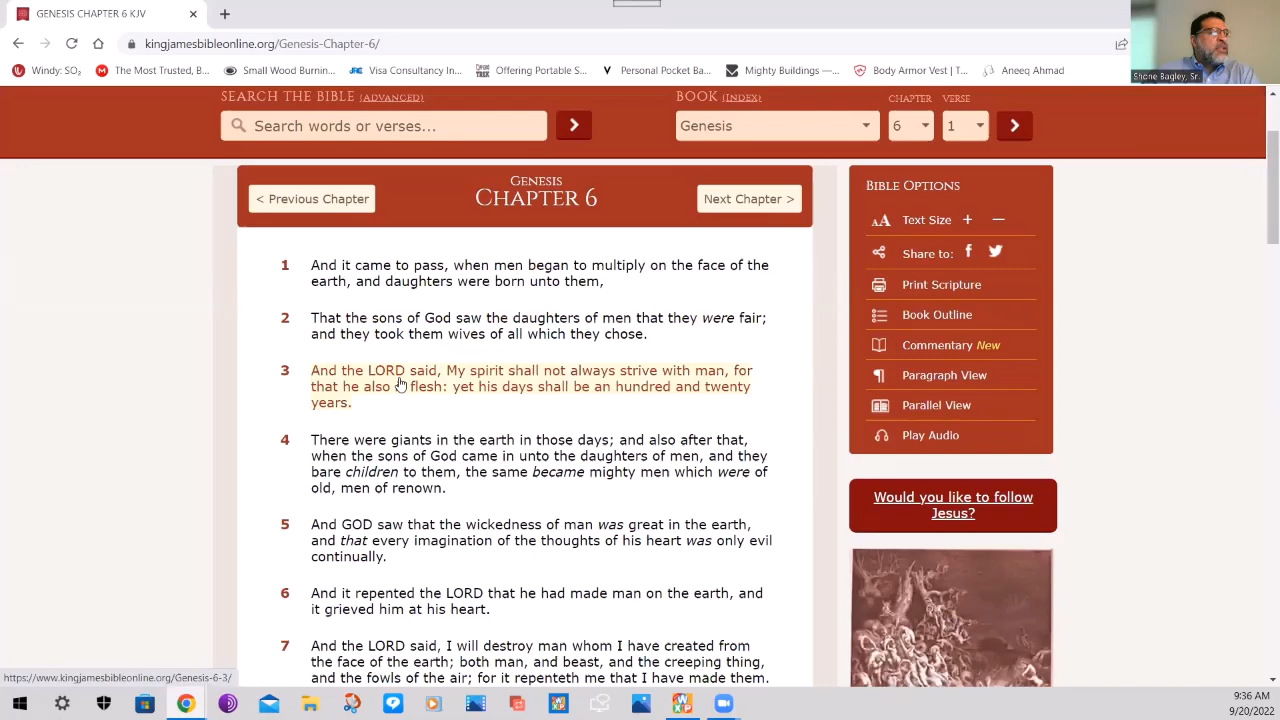 GENESIS CHAPTER 6 KJV
kingjamesbibleonline.org/Genesis-Chapter-6/
Windy: SO₂ The Most Trusted, B... Small Wood Burnin... Visa Consultancy In... Offering Portable S... Personal Pocket Ba... Mighty Buildings —... Body Armor Vest | T... Aneeq Ahmad
Shane Bagley, Sr.
SEARCH THE BIBLE (ADVANCED) BOOK (INDEX) CHAPTER VERSE
Search words or verses... Genesis 6 1
GENESIS
< Previous Chapter CHAPTER 6 Next Chapter >
1 And it came to pass, when men began to multiply on the face of the
earth, and daughters were born unto them,
2 That the sons of God saw the daughters of men that they were fair;
and they took them wives of all which they chose.
3 And the LORD said, My spirit shall not always strive with man, for
that he also flesh: yet his days shall be an hundred and twenty
years.
4 There were giants in the earth in those days; and also after that,
when the sons of God came in unto the daughters of men, and they
bare children to them, the same became mighty men which were of
old, men of renown.
5 And GOD saw that the wickedness of man was great in the earth,
and that every imagination of the thoughts of his heart was only evil
continually.
6 And it repented the LORD that he had made man on the earth, and
it grieved him at his heart.
7 And the LORD said, I will destroy man whom I have created from
the face of the earth; both man, and beast, and the creeping thing,
and the fowls of the air; for it repenteth me that I have made them.
BIBLE OPTIONS
AA Text Size + —
Share to:
Print Scripture
Book Outline
Commentary New
Paragraph View
Parallel View
Play Audio
Would you like to follow
Jesus?
https://www.kingjamesbibleonline.org/Genesis-6-3/
9:36 AM
9/20/2022